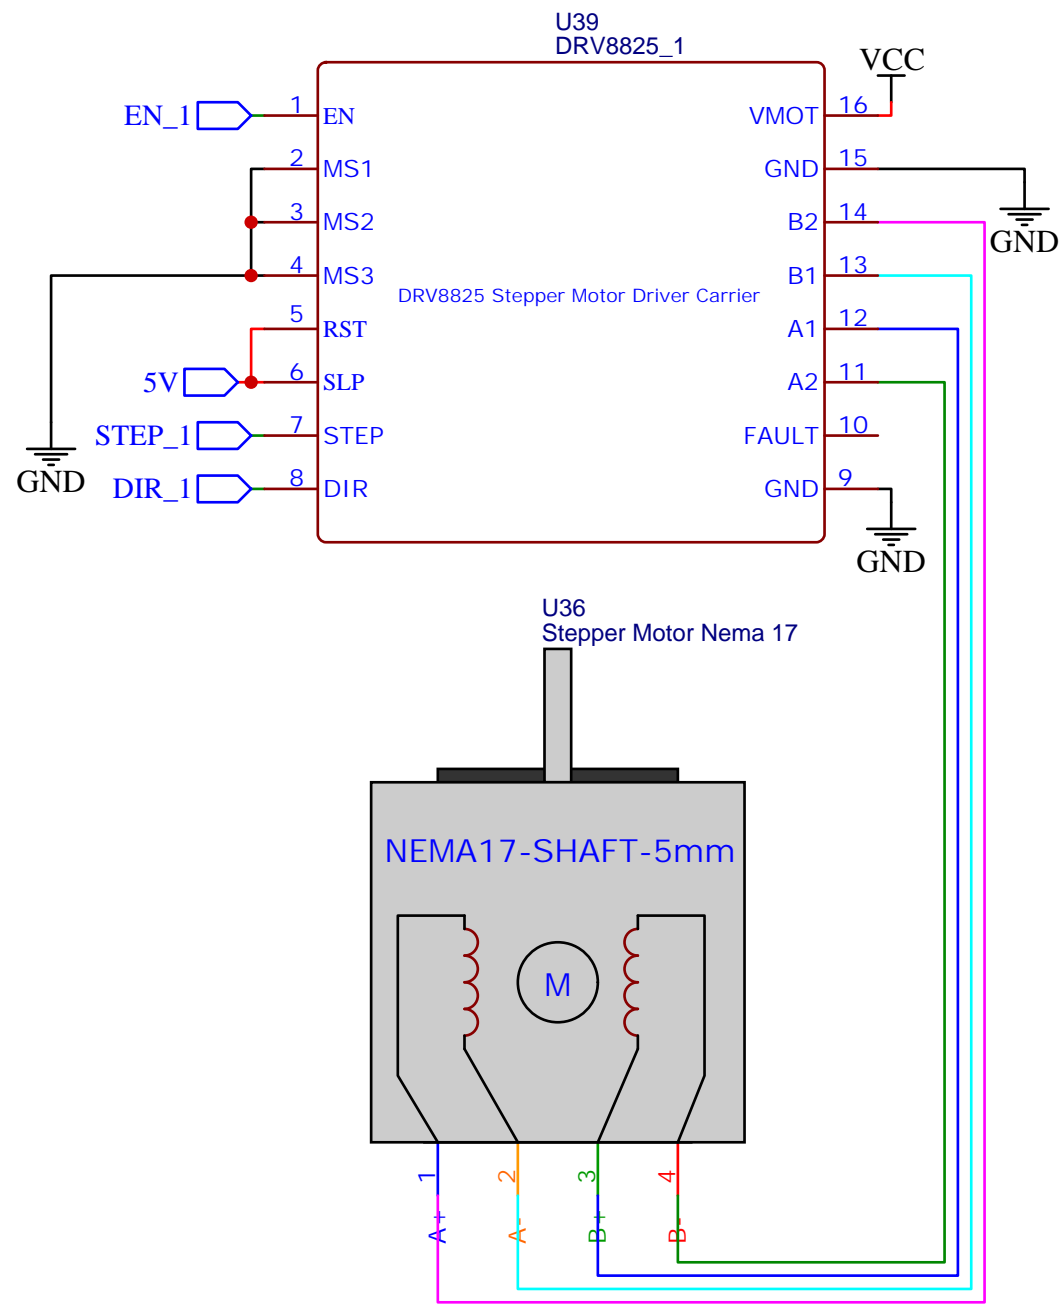 U39
DRV8825_1
VCC
EN_1
1
EN
VMOT
16
2
MS1
GND
15
3
MS2
B2
14
GND
4
MS3
B1
13
DRV8825 Stepper Motor Driver Carrier
5
RST
A1
12
5V
6
SLP
A2
11
STEP_1
7
STEP
FAULT
10
GND
DIR_1
8
DIR
GND
9
GND
U36
Stepper Motor Nema 17
NEMA17-SHAFT-5mm
M
1
2
3
4
A+
A-
B+
B-